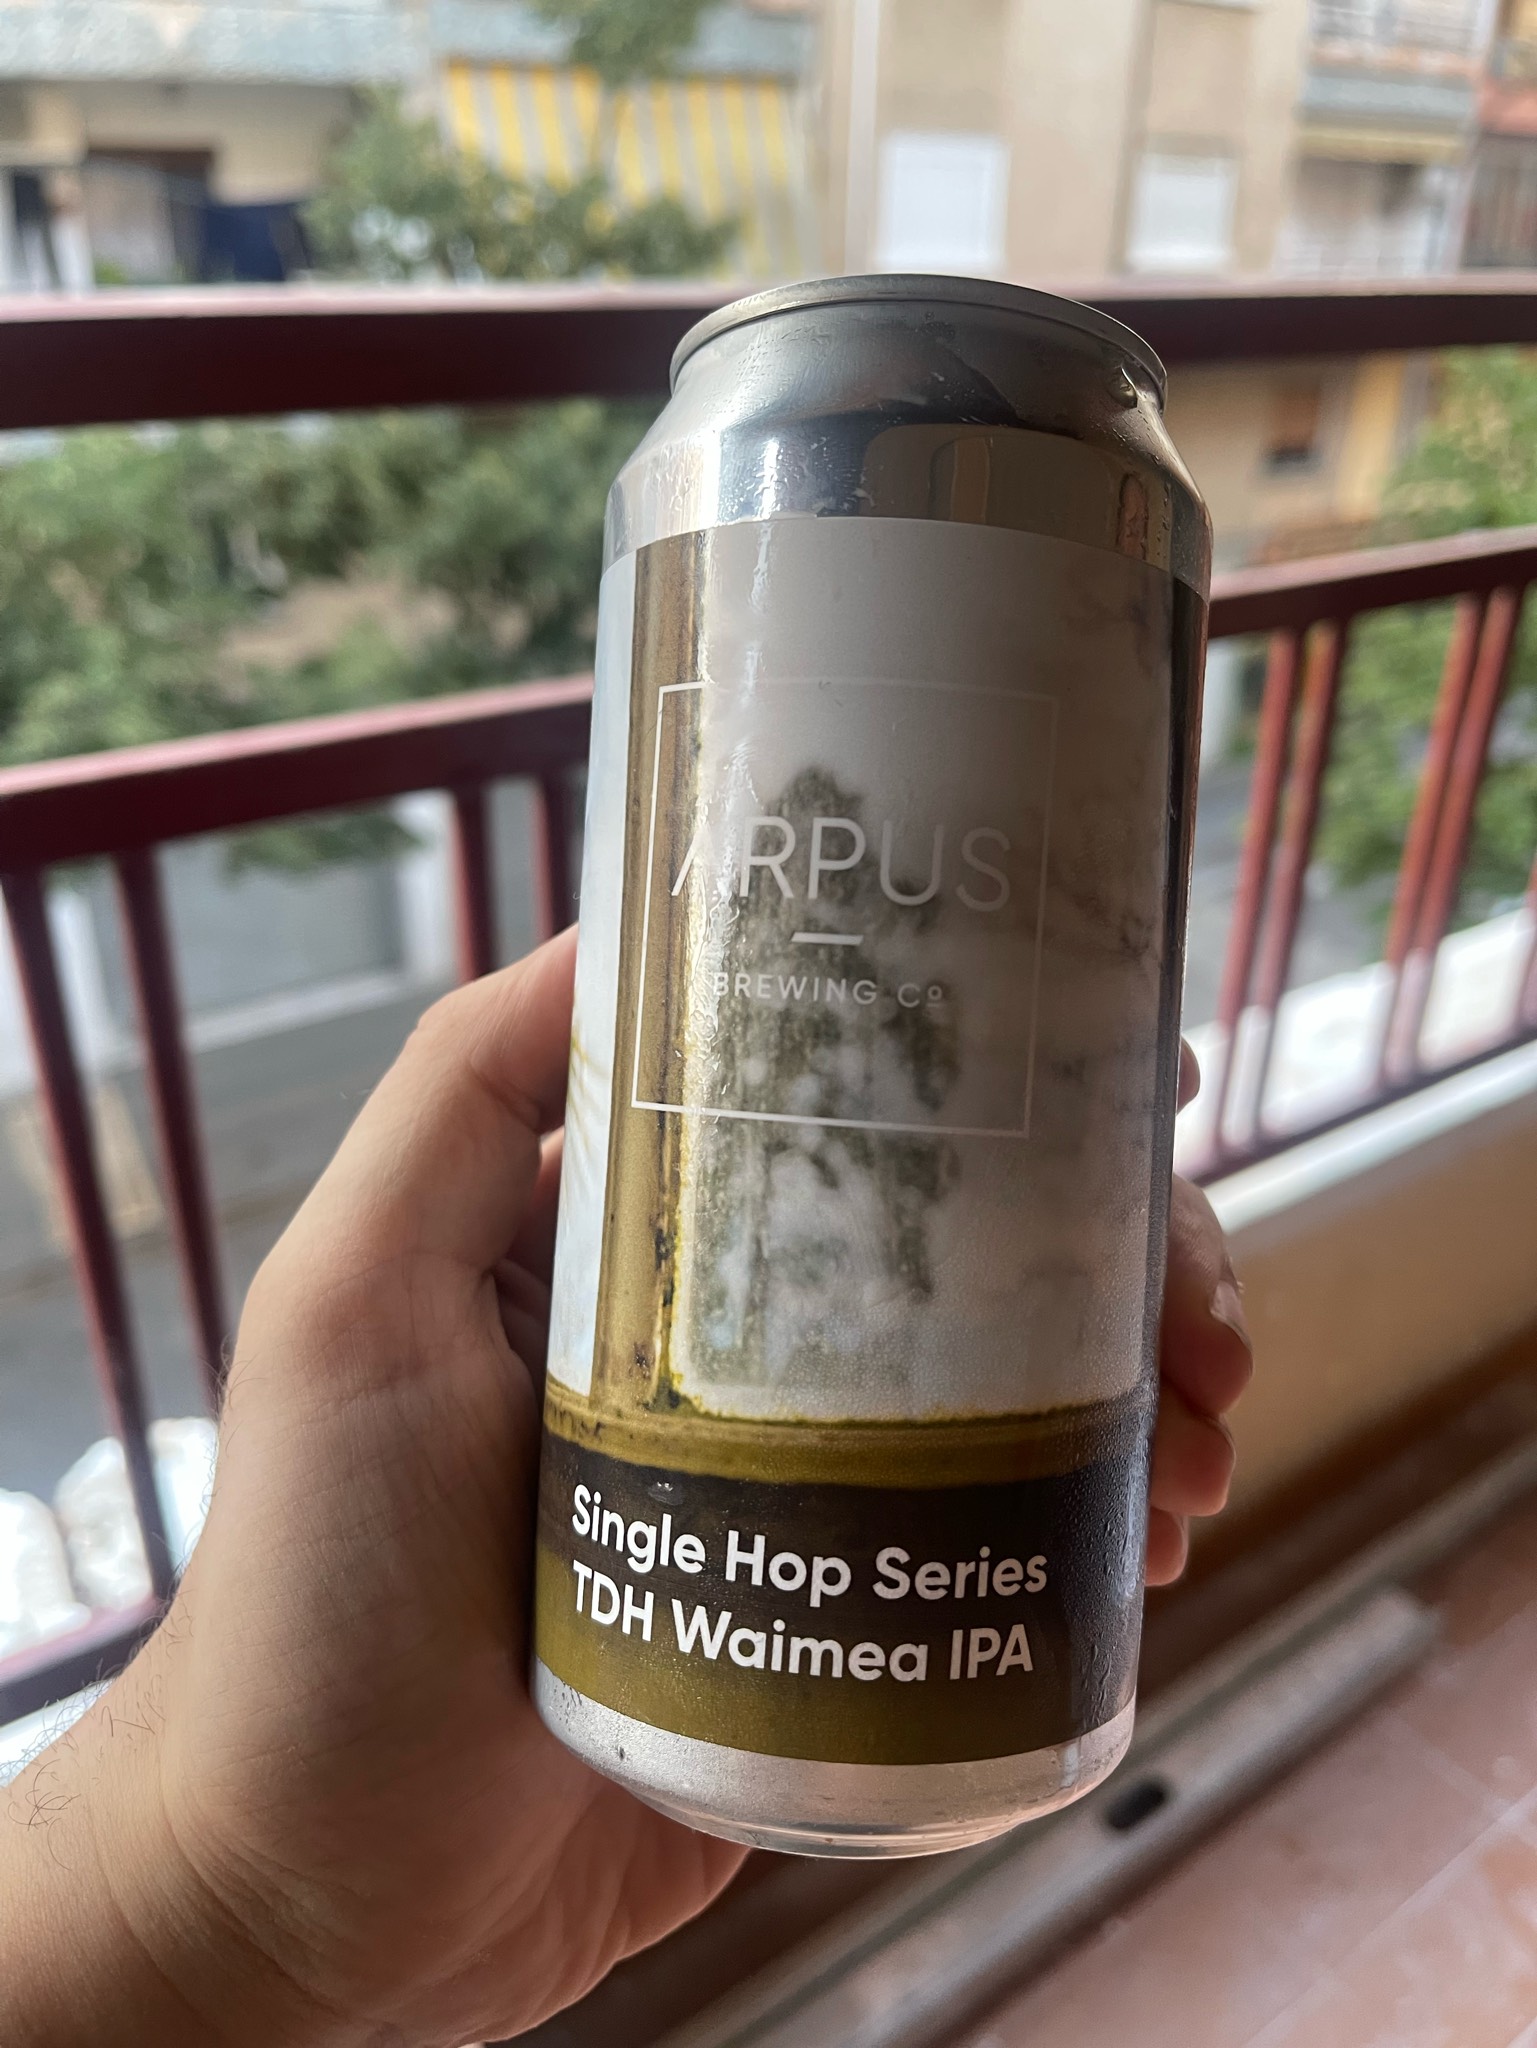 ARPUS
BREWING Cº
Single Hop Series
TDH Waimea IPA